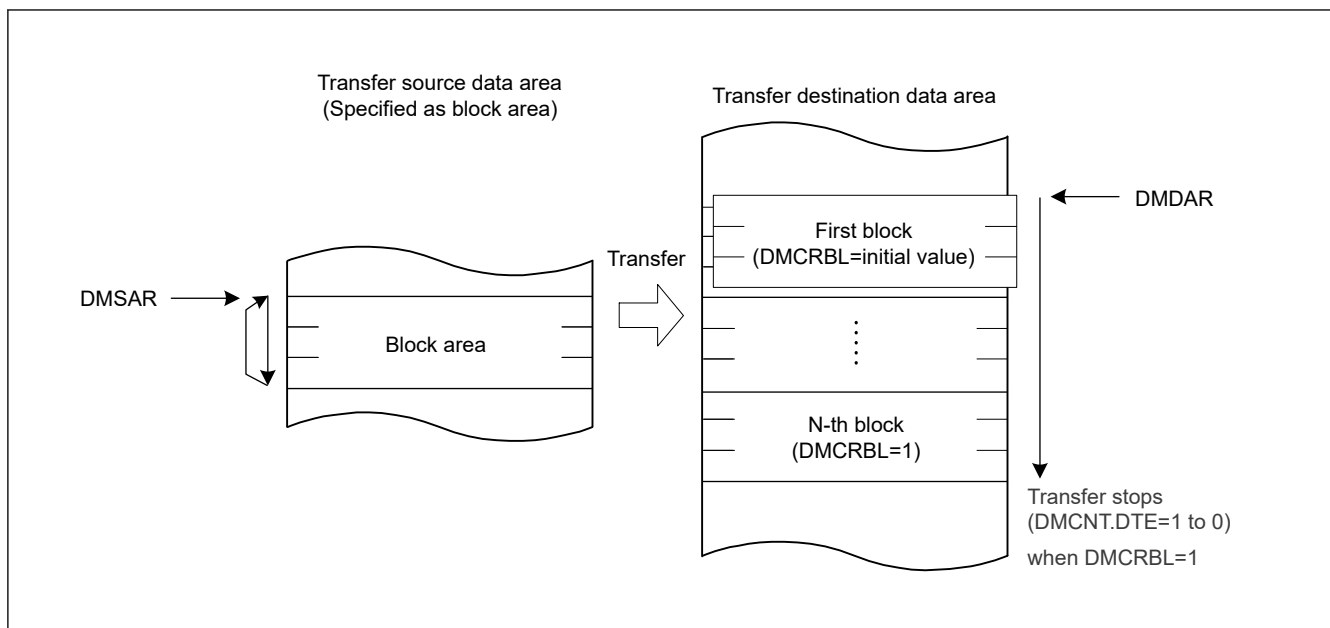 Transfer source data area
(Specified as block area)
Transfer destination data area
DMDAR
First block
(DMCRBL=initial value)
Transfer
DMSAR
Block area
N-th block
(DMCRBL=1)
Transfer stops
(DMCNT.DTE=1 to 0)
when DMCRBL=1